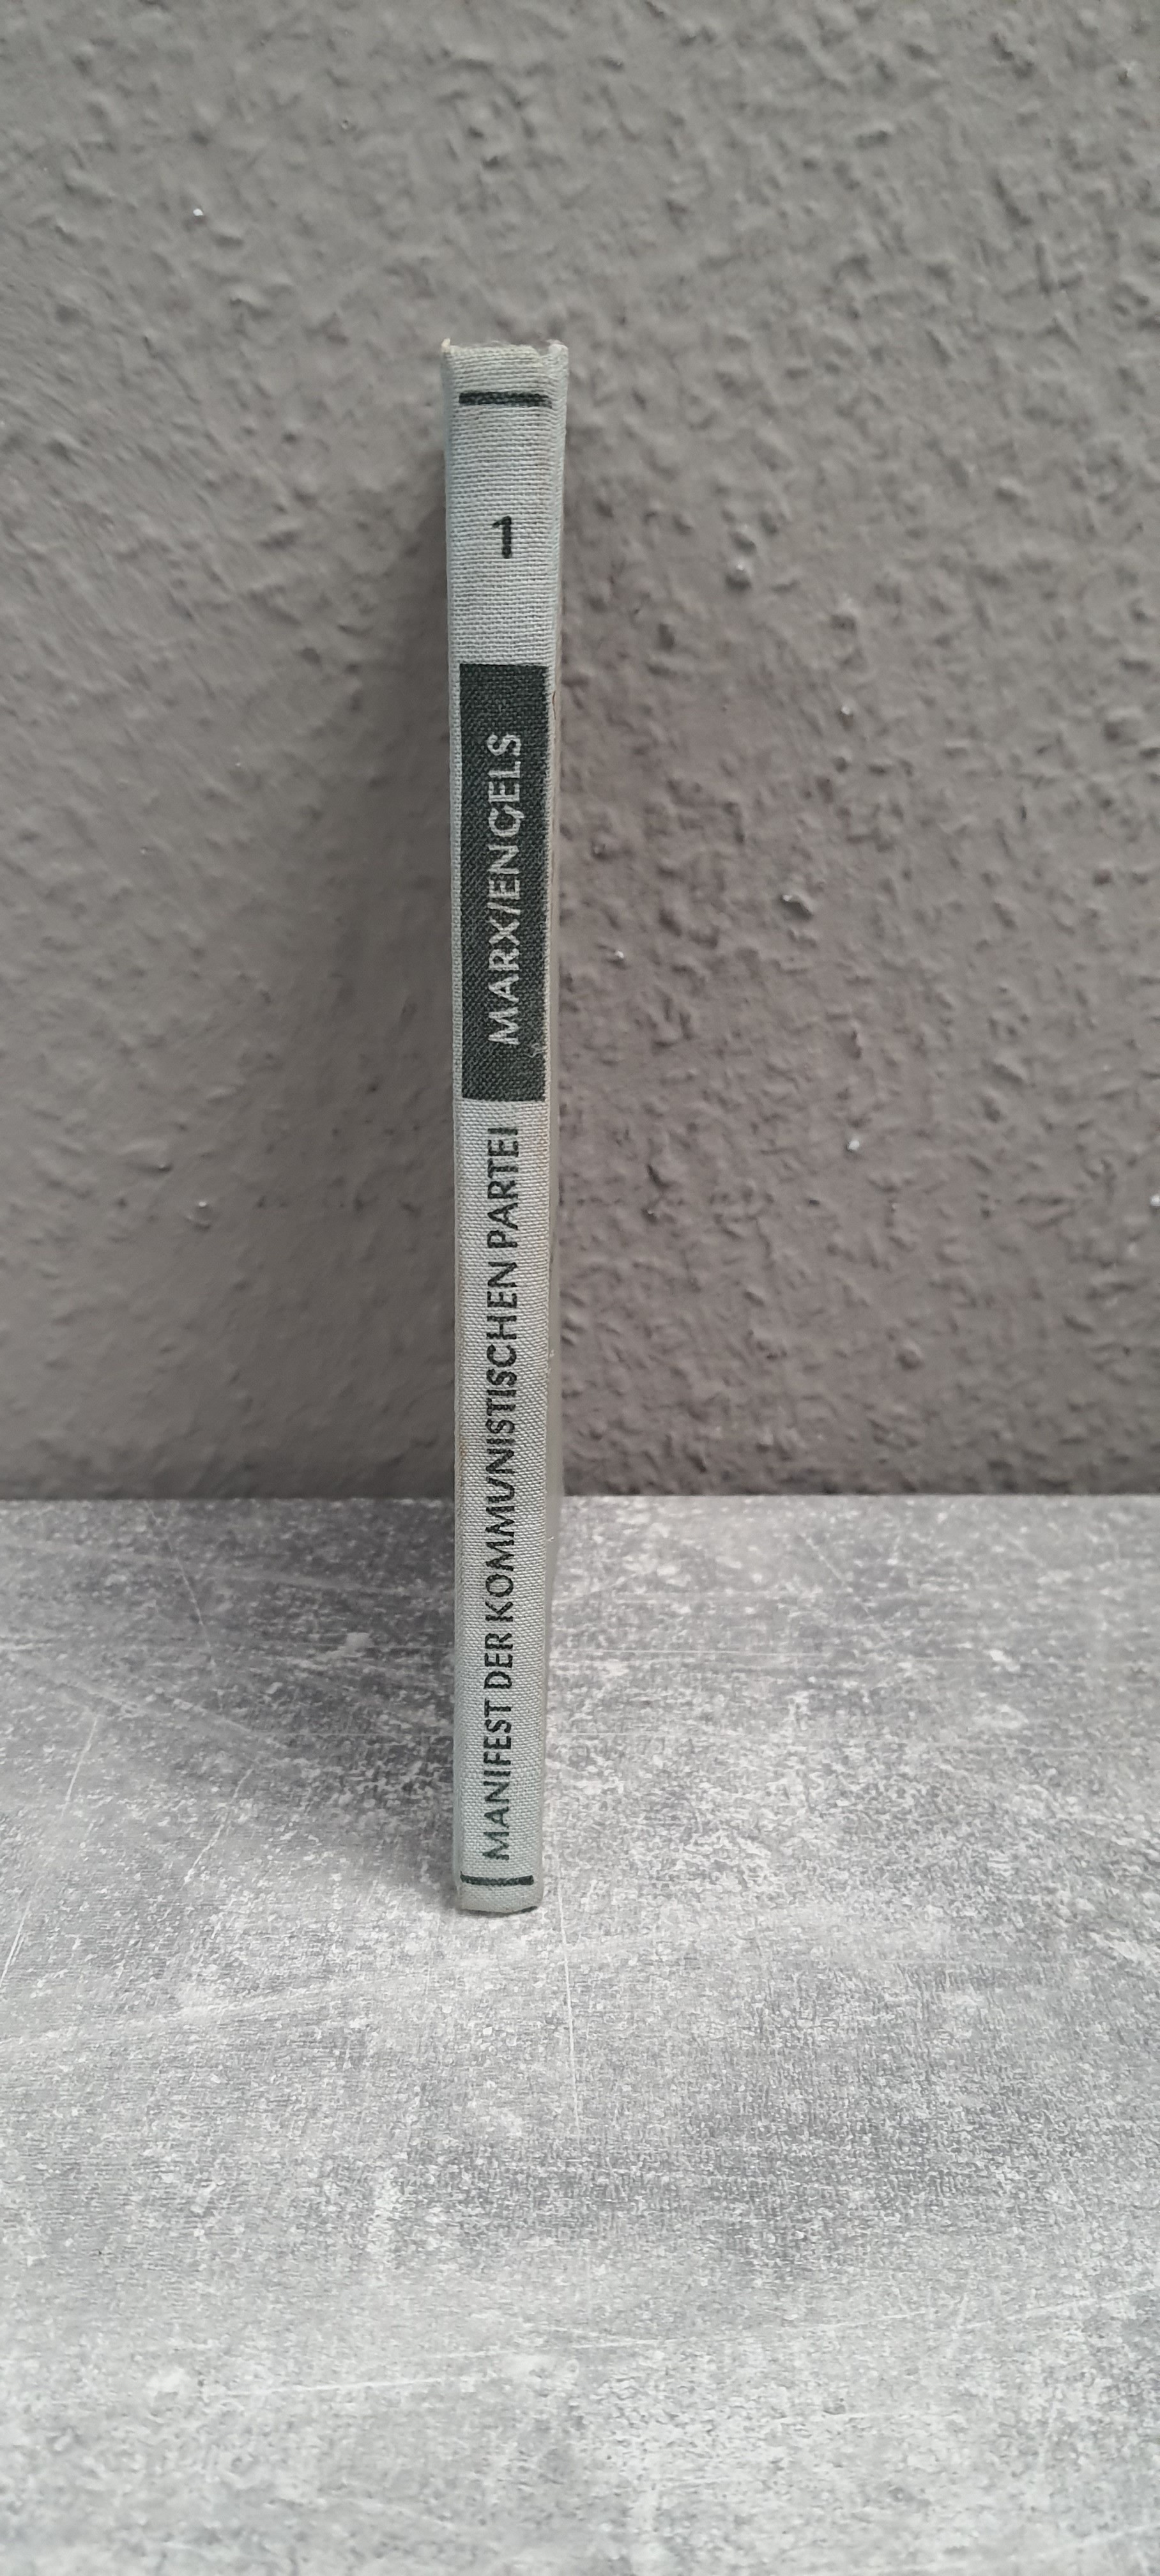 MANIFEST DER KOMMUNISTISCHEN PARTEI
MARX/ENGELS
1